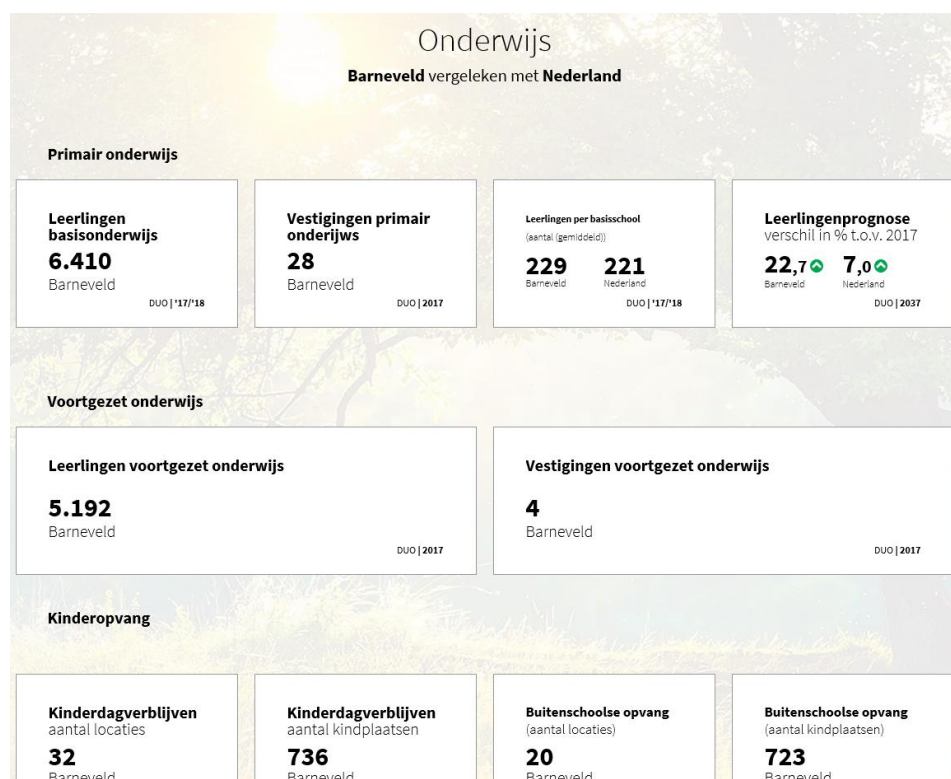 Onderwijs
Barneveld vergeleken met Nederland
Primair onderwijs
Leerlingen
basisonderwijs
6.410
Barneveld
DUO | '17/'18
Vestigingen primair
onderijws
28
Barneveld
DUO | 2017
Leerlingen per basisschool
(aantal (gemiddeld))
229 221
Barneveld Nederland
DUO | '17/'18
Leerlingenprognose
verschil in % t.o.v. 2017
22,7 7,0
Barneveld Nederland
DUO | 2037
Voortgezet onderwijs
Leerlingen voortgezet onderwijs
5.192
Barneveld
DUO | 2017
Vestigingen voortgezet onderwijs
4
Barneveld
DUO | 2017
Kinderopvang
Kinderdagverblijven
aantal locaties
32
Barneveld
Kinderdagverblijven
aantal kindplaatsen
736
Barneveld
Buitenschoolse opvang
(aantal locaties)
20
Barneveld
Buitenschoolse opvang
(aantal kindplaatsen)
723
Barneveld